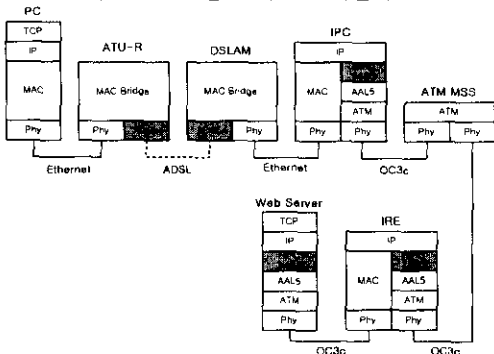 PC
TCP
IP
MAC
Phy
ATU-R
MAC Bridge
Phy
DSLAM
MAC Bridge
Phy
IPC
IP
MAC
AAL5
ATM
Phy
Phy
ATM MSS
ATM
Phy
Phy
Ethernet
ADSL
Ethernet
OC3c
Web Server
TCP
IP
AAL5
ATM
Phy
IRE
IP
MAC
AAL5
ATM
Phy
Phy
OC3c
OC3c